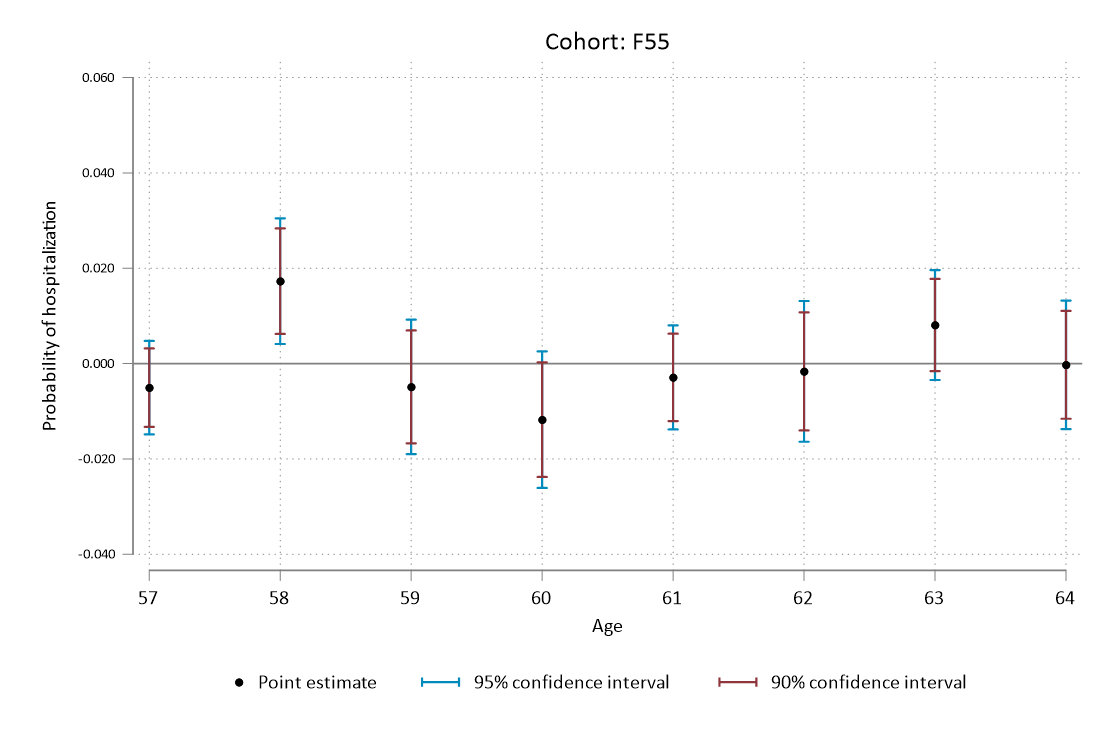 Cohort: F55
Probability of hospitalization
0.060
0.040
0.020
0.000
-0.020
-0.040
57 58 59 60 61 62 63 64
Age
Point estimate 95% confidence interval 90% confidence interval